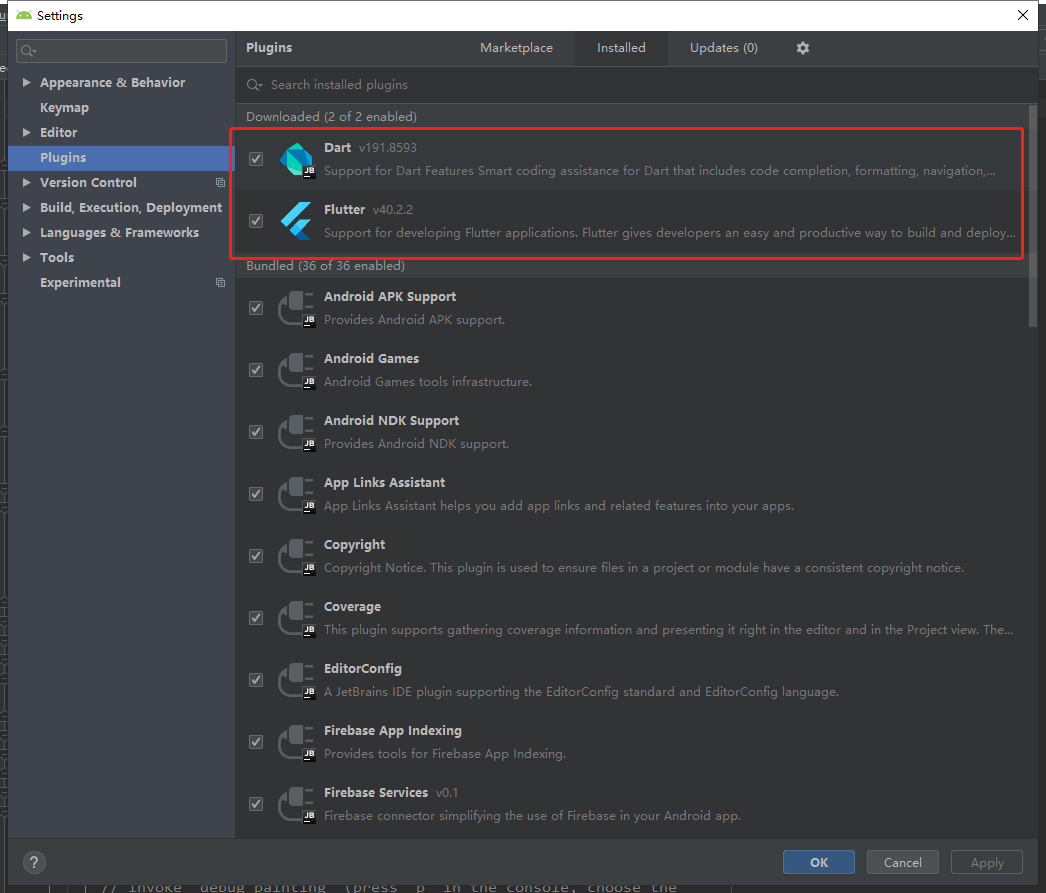 Settings
Plugins
Marketplace
Installed
Updates (0)
Appearance & Behavior
Keymap
Editor
Plugins
Version Control
Build, Execution, Deployment
Languages & Frameworks
Tools
Experimental
Search installed plugins
Downloaded (2 of 2 enabled)
Dart v191.8593
Support for Dart Features Smart coding assistance for Dart that includes code completion, formatting, navigation,...
Flutter v40.2.2
Support for developing Flutter applications. Flutter gives developers an easy and productive way to build and deploy...
Bundled (36 of 36 enabled)
Android APK Support
Provides Android APK support.
Android Games
Android Games tools infrastructure.
Android NDK Support
Provides Android NDK support.
App Links Assistant
App Links Assistant helps you add app links and related features into your apps.
Copyright
Copyright Notice. This plugin is used to ensure files in a project or module have a consistent copyright notice.
Coverage
This plugin supports gathering coverage information and presenting it right in the editor and in the Project view. The...
EditorConfig
A JetBrains IDE plugin supporting the EditorConfig standard and EditorConfig language.
Firebase App Indexing
Provides tools for Firebase App Indexing.
Firebase Services v0.1
Firebase connector simplifying the use of Firebase in your Android app.
?
OK
Cancel
Apply
// Invoke "debug painting" (press "p" in the console, choose the